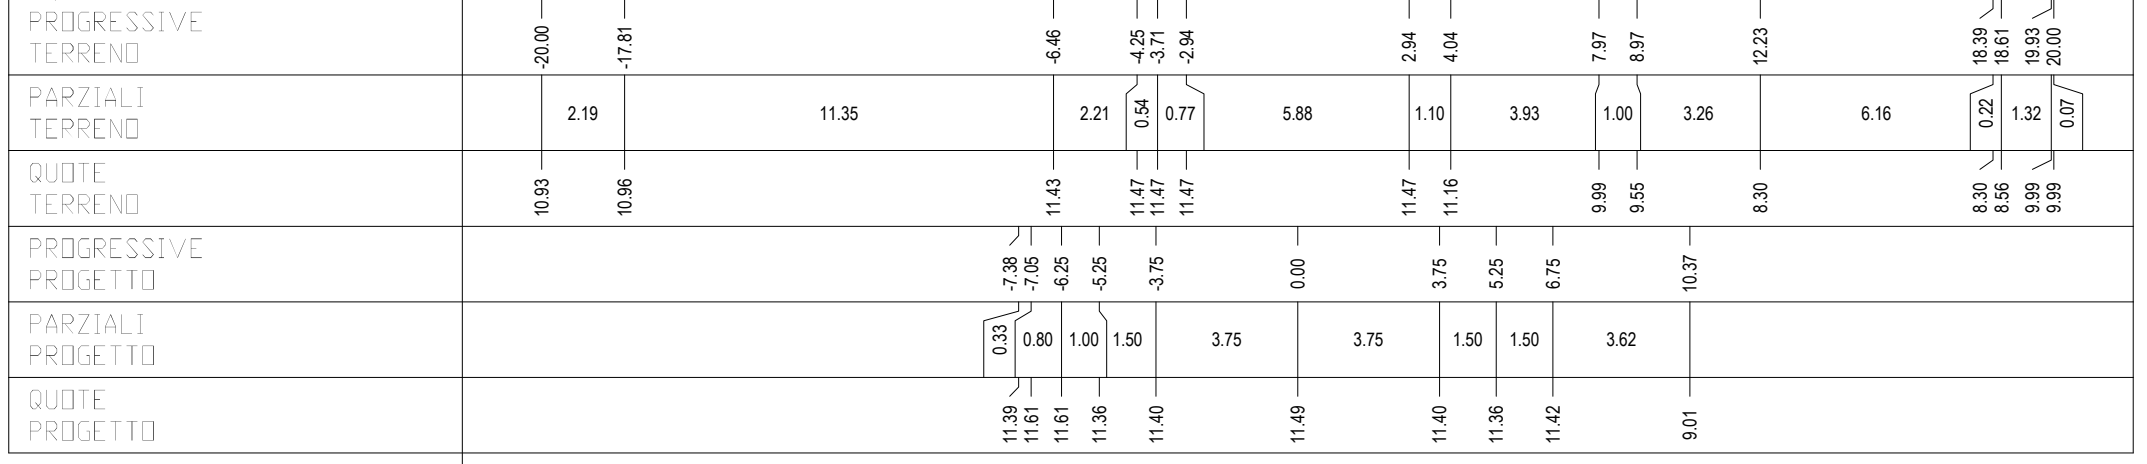 PROGRESSIVE
TERRENO
-20.00 -17.81 -6.46 -4.25 -3.71 -2.94 2.94 4.04 7.97 8.97 12.23 18.39 18.61 19.93 20.00
PARZIALI
TERRENO
2.19 11.35 2.21 0.54 0.77 5.88 1.10 3.93 1.00 3.26 6.16 0.22 1.32 0.07
QUOTE
TERRENO
10.93 10.96 11.43 11.47 11.47 11.47 11.47 11.16 9.99 9.55 8.30 8.30 8.56 9.99 9.99
PROGRESSIVE
PROGETTO
-7.38 -7.05 -6.25 -5.25 -3.75 0.00 3.75 5.25 6.75 10.37
PARZIALI
PROGETTO
0.33 0.80 1.00 1.50 3.75 3.75 1.50 1.50 3.62
QUOTE
PROGETTO
11.39 11.61 11.61 11.36 11.40 11.49 11.40 11.36 11.42 9.01